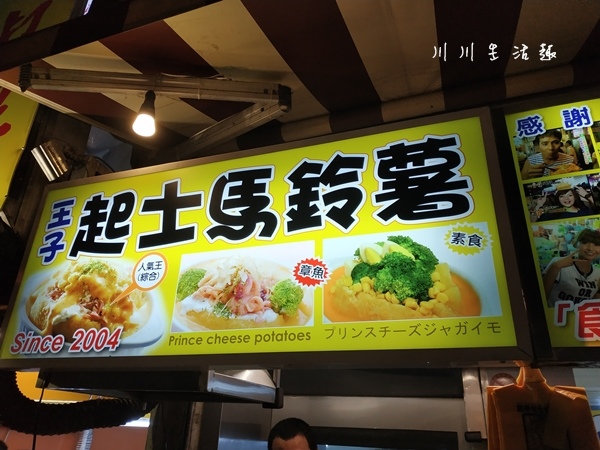 川川生活趣
王子
起士馬鈴薯
人氣王
(綜合)
章魚
素食
Since 2004
Prince cheese potatoes
プリンスチーズジャガイモ
感謝
「食